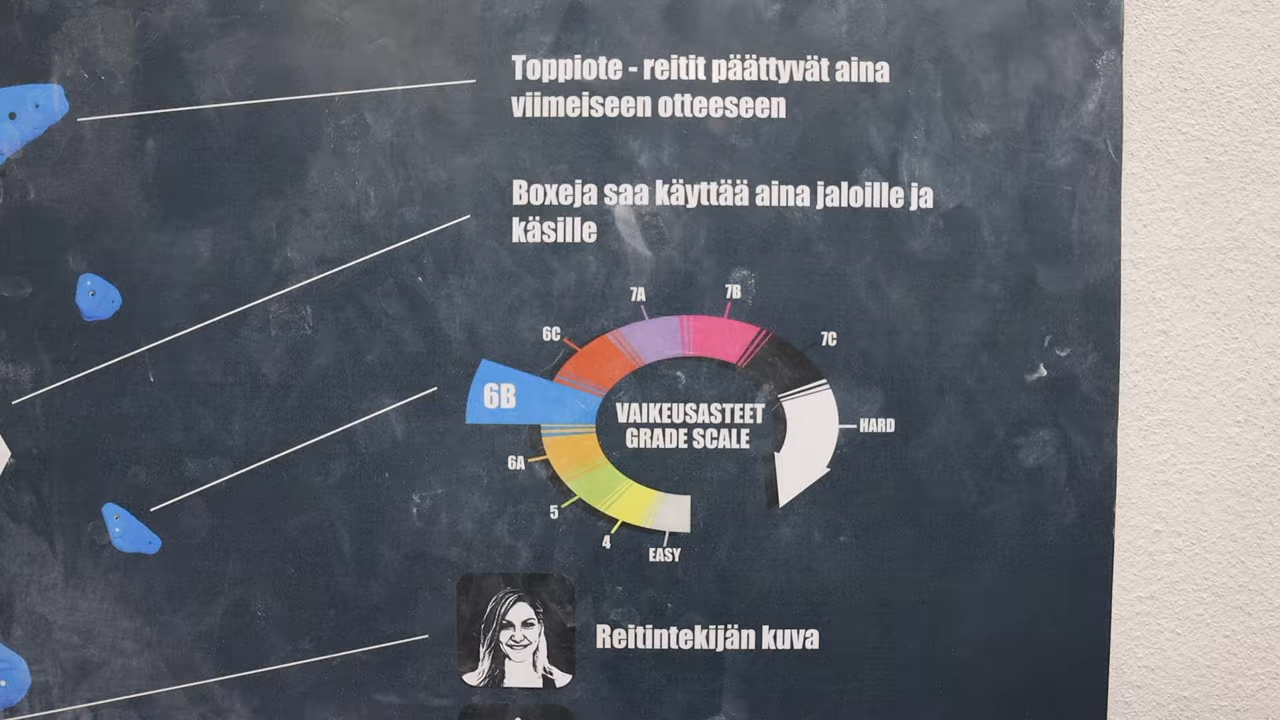 Toppiote - reitit päättyvät aina
viimeiseen otteeseen
Boxeja saa käyttää aina jaloille ja
käsille
7A
7B
6C
7C
6B
VAIKEUSASTEET
GRADE SCALE
HARD
6A
5
4
EASY
Reitintekijän kuva